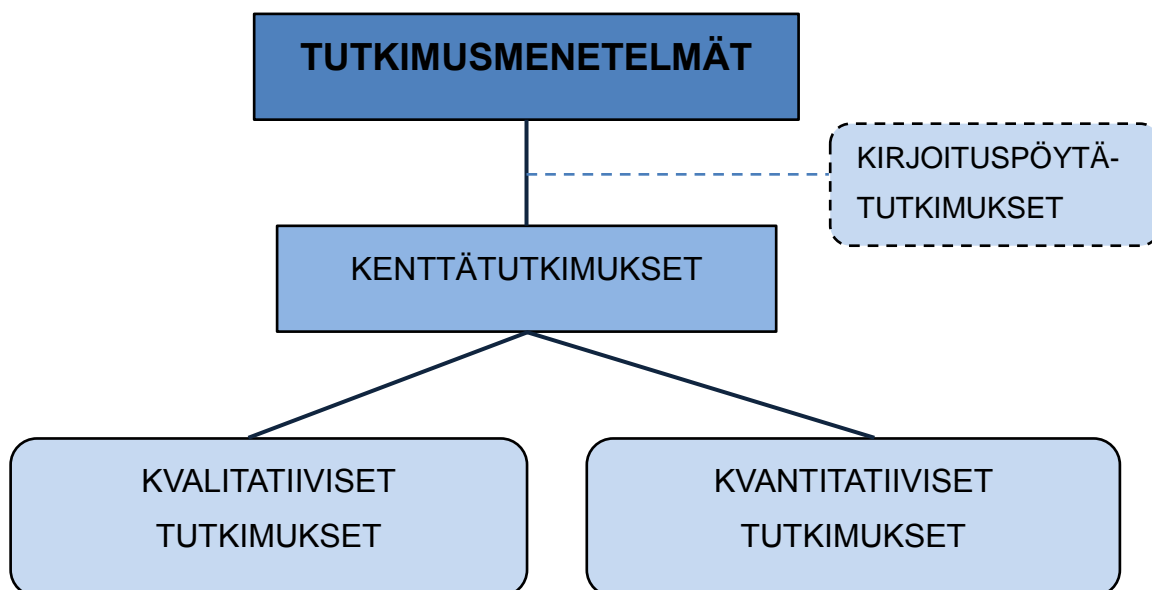 TUTKIMUSMENETELMÄT
KIRJOITUSPÖYTÄ-
TUTKIMUKSET
KENTTÄTUTKIMUKSET
KVALITATIIVISET
TUTKIMUKSET
KVANTITATIIVISET
TUTKIMUKSET